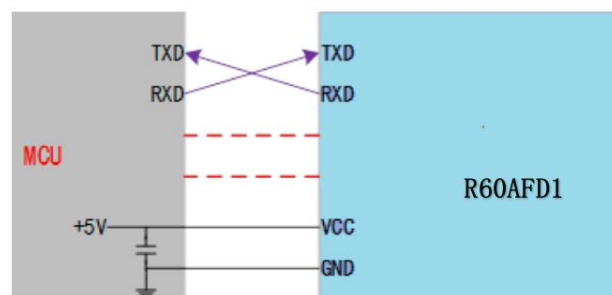 TXD TXD
RXD RXD
MCU
R60AFD1
+5V VCC
GND